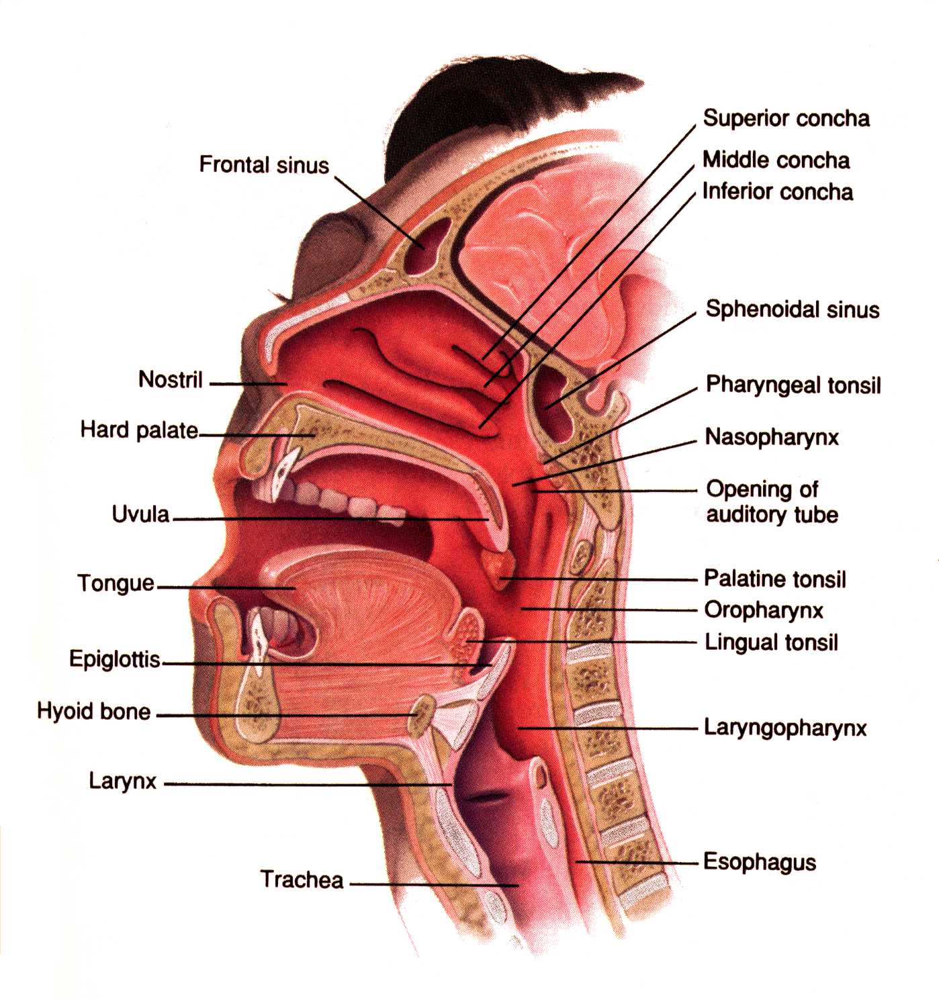 Superior concha
Middle concha
Inferior concha
Frontal sinus
Sphenoidal sinus
Nostril
Pharyngeal tonsil
Hard palate
Nasopharynx
Opening of
auditory tube
Uvula
Tongue
Palatine tonsil
Oropharynx
Lingual tonsil
Epiglottis
Hyoid bone
Laryngopharynx
Larynx
Esophagus
Trachea